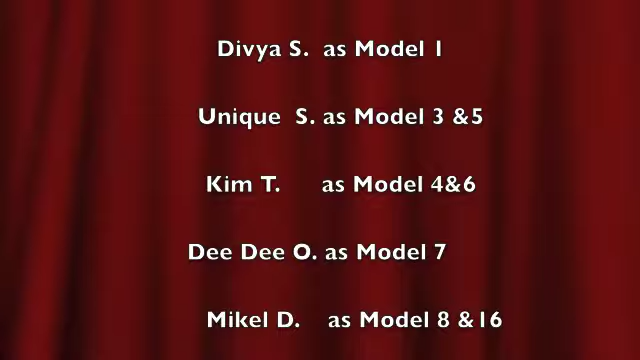 Divya S. as Model 1
Unique S. as Model 3 &5
Kim T. as Model 4&6
Dee Dee O. as Model 7
Mikel D. as Model 8 &16